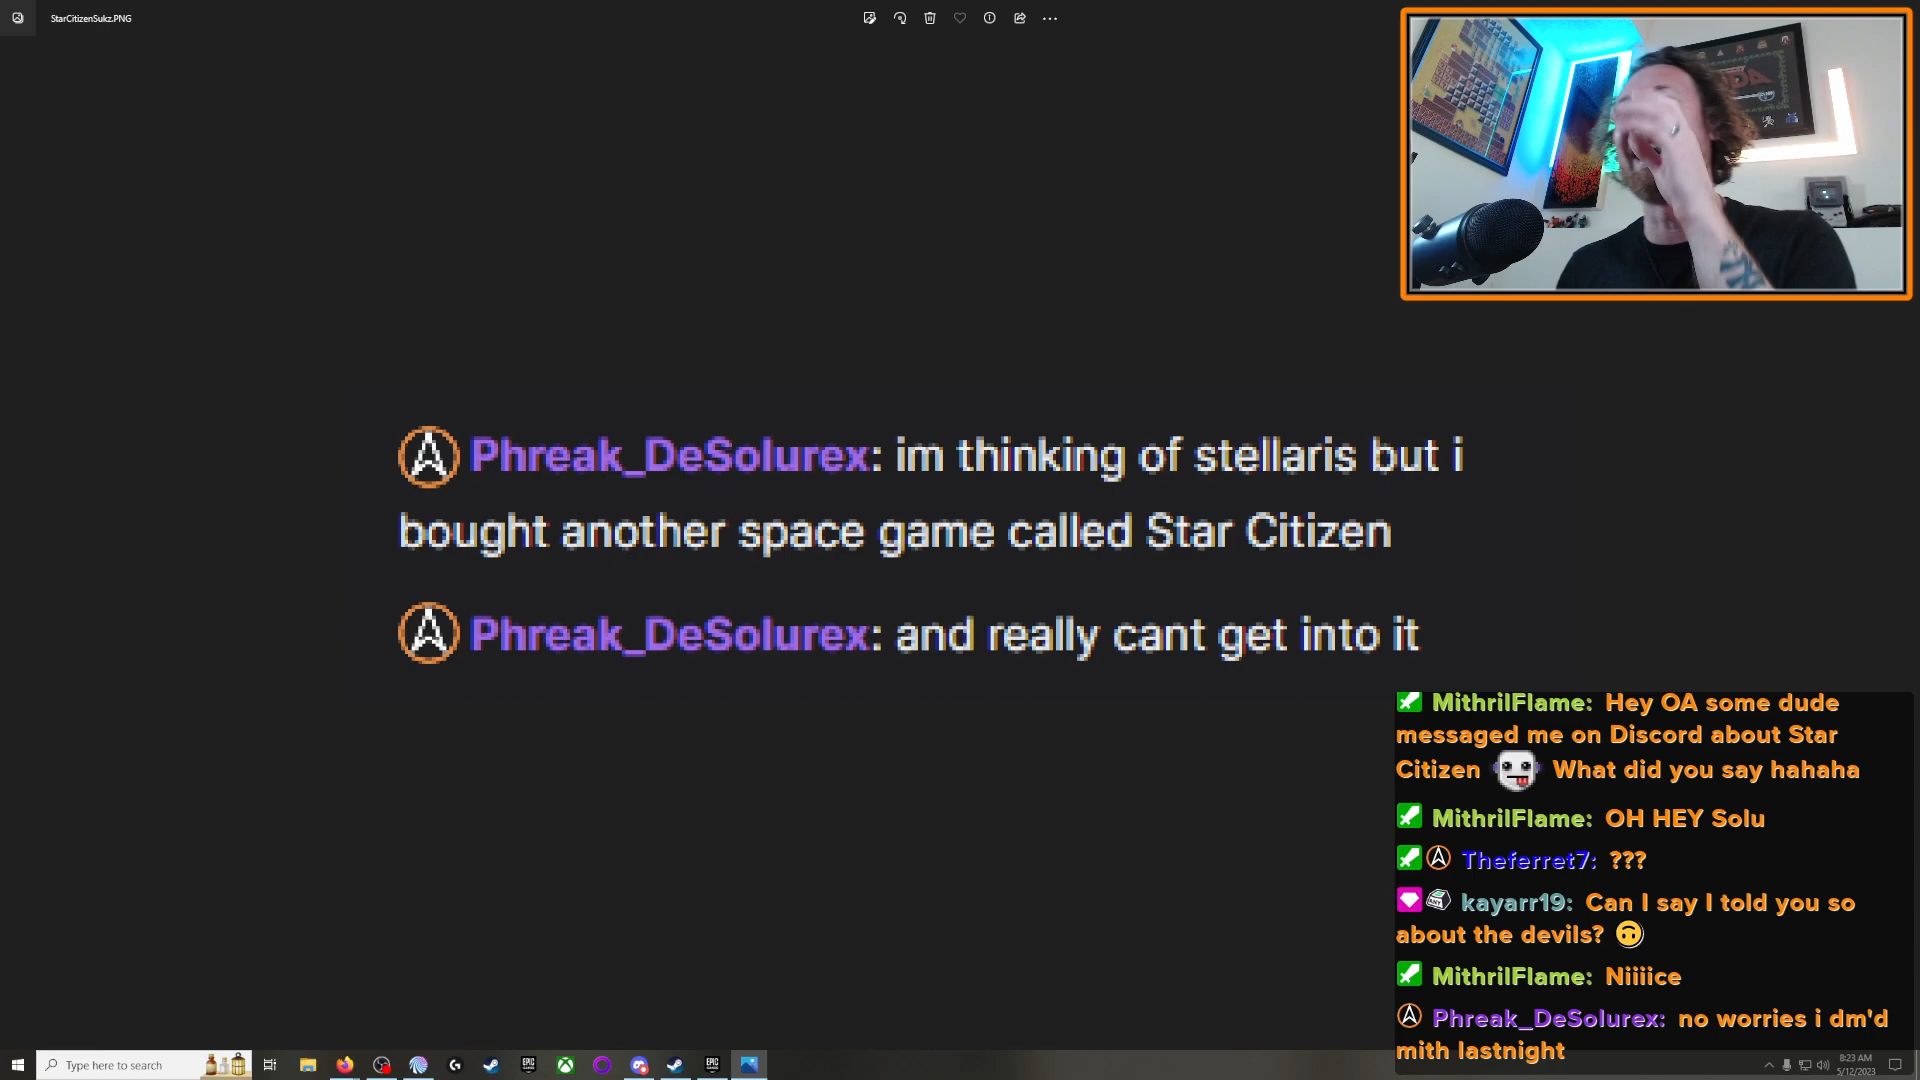 StarCitizenSukz.PNG
Phreak_DeSolurex: im thinking of stellaris but i
bought another space game called Star Citizen
Phreak_DeSolurex: and really cant get into it
MithrilFlame: Hey OA some dude
messaged me on Discord about Star
Citizen What did you say hahaha
MithrilFlame: OH HEY Solu
Theferret7: ???
kayarr19: Can I say I told you so
about the devils? 🙃
MithrilFlame: Niiiice
Phreak_DeSolurex: no worries i dm'd
mith lastnight
Type here to search
EPIC
EPIC
8:23 AM
5/12/2023